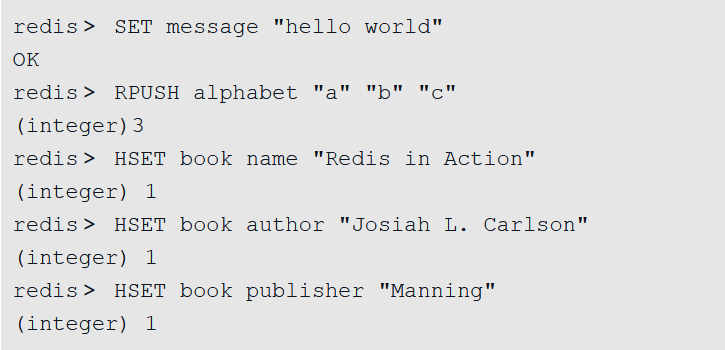 redis> SET message "hello world"
OK
redis> RPUSH alphabet "a" "b" "c"
(integer)3
redis> HSET book name "Redis in Action"
(integer) 1
redis> HSET book author "Josiah L. Carlson"
(integer) 1
redis> HSET book publisher "Manning"
(integer) 1